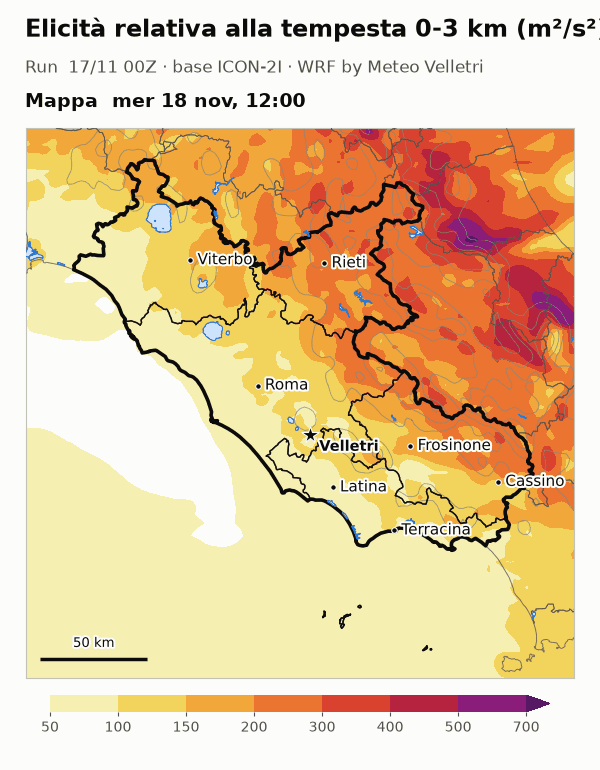 Elicità relativa alla tempesta 0-3 km (m²/s²)
Run 17/11 00Z · base ICON-2I · WRF by Meteo Velletri
Mappa mer 18 nov, 12:00
Viterbo
Rieti
Roma
Velletri
Frosinone
Latina
Cassino
Terracina
50 km
50 100 150 200 300 400 500 700